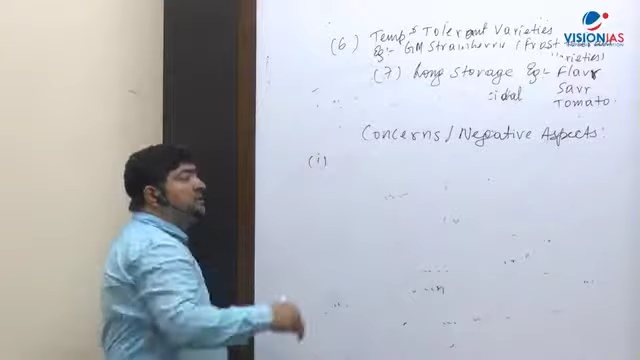 VISIONIAS
(6) Temp. Tolerant Varieties
Eg:- GM Strawberry (Frost
Varieties)
(7) Long Storage Eg:- Flavr
Savr
Tomato
Concerns/Negative Aspects:
(i)